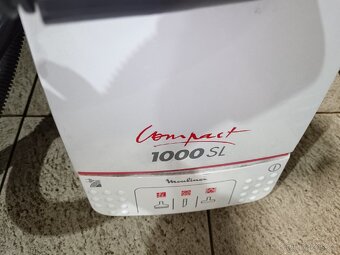 Compact
1000 SL
Moulinex